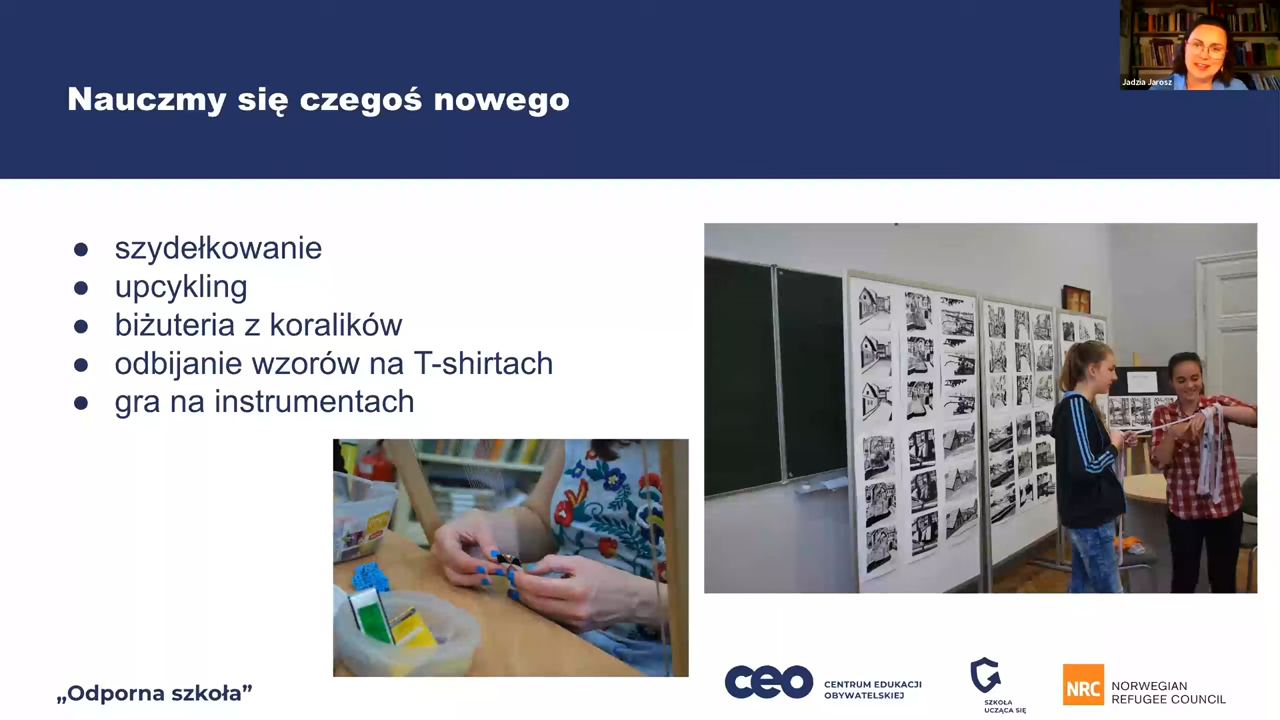 Nauczmy się czegoś nowego
Jadzia Jarosz
● szydełkowanie
● upcykling
● biżuteria z koralików
● odbijanie wzorów na T-shirtach
● gra na instrumentach
„Odporna szkoła”
ceo CENTRUM EDUKACJI
OBYWATELSKIEJ
SZKOŁA
UCZĄCA SIĘ
NRC NORWEGIAN
REFUGEE COUNCIL